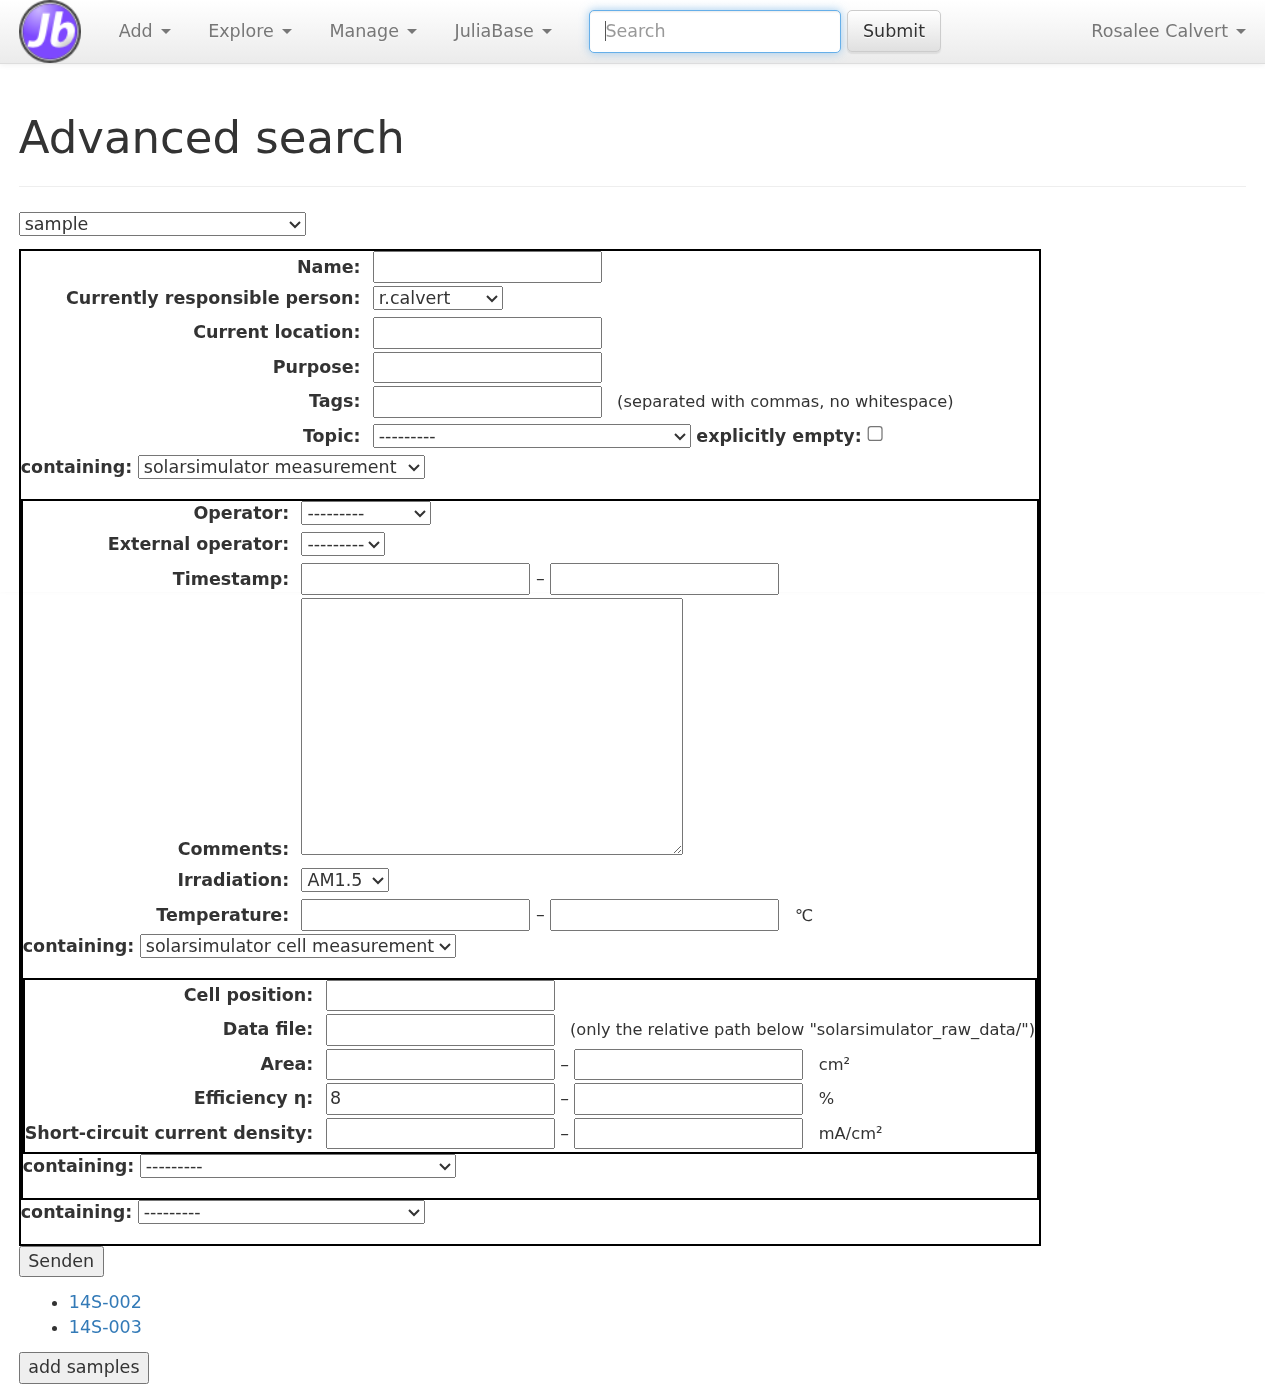 Jb Add Explore Manage JuliaBase Search Submit Rosalee Calvert
Advanced search
sample
Name:
Currently responsible person: r.calvert
Current location:
Purpose:
Tags: (separated with commas, no whitespace)
Topic: --------- explicitly empty:
containing: solarsimulator measurement
Operator: ---------
External operator: ---------
Timestamp: –
Comments:
Irradiation: AM1.5
Temperature: – °C
containing: solarsimulator cell measurement
Cell position:
Data file: (only the relative path below "solarsimulator_raw_data/")
Area: – cm²
Efficiency η: 8 – %
Short-circuit current density: – mA/cm²
containing: ---------
containing: ---------
Senden
• 14S-002
• 14S-003
add samples